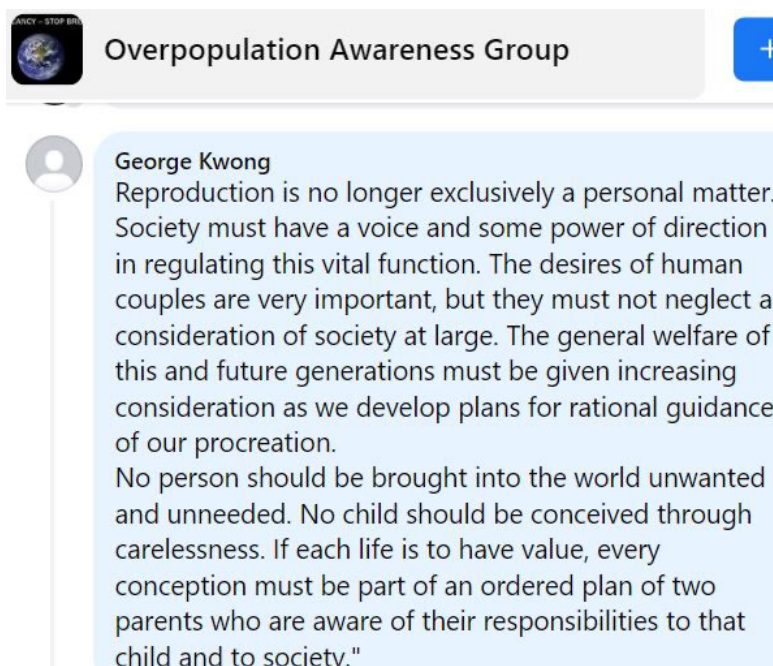 ANCY – STOP BRE
Overpopulation Awareness Group
+
George Kwong
Reproduction is no longer exclusively a personal matter.
Society must have a voice and some power of direction
in regulating this vital function. The desires of human
couples are very important, but they must not neglect a
consideration of society at large. The general welfare of
this and future generations must be given increasing
consideration as we develop plans for rational guidance
of our procreation.
No person should be brought into the world unwanted
and unneeded. No child should be conceived through
carelessness. If each life is to have value, every
conception must be part of an ordered plan of two
parents who are aware of their responsibilities to that
child and to society."